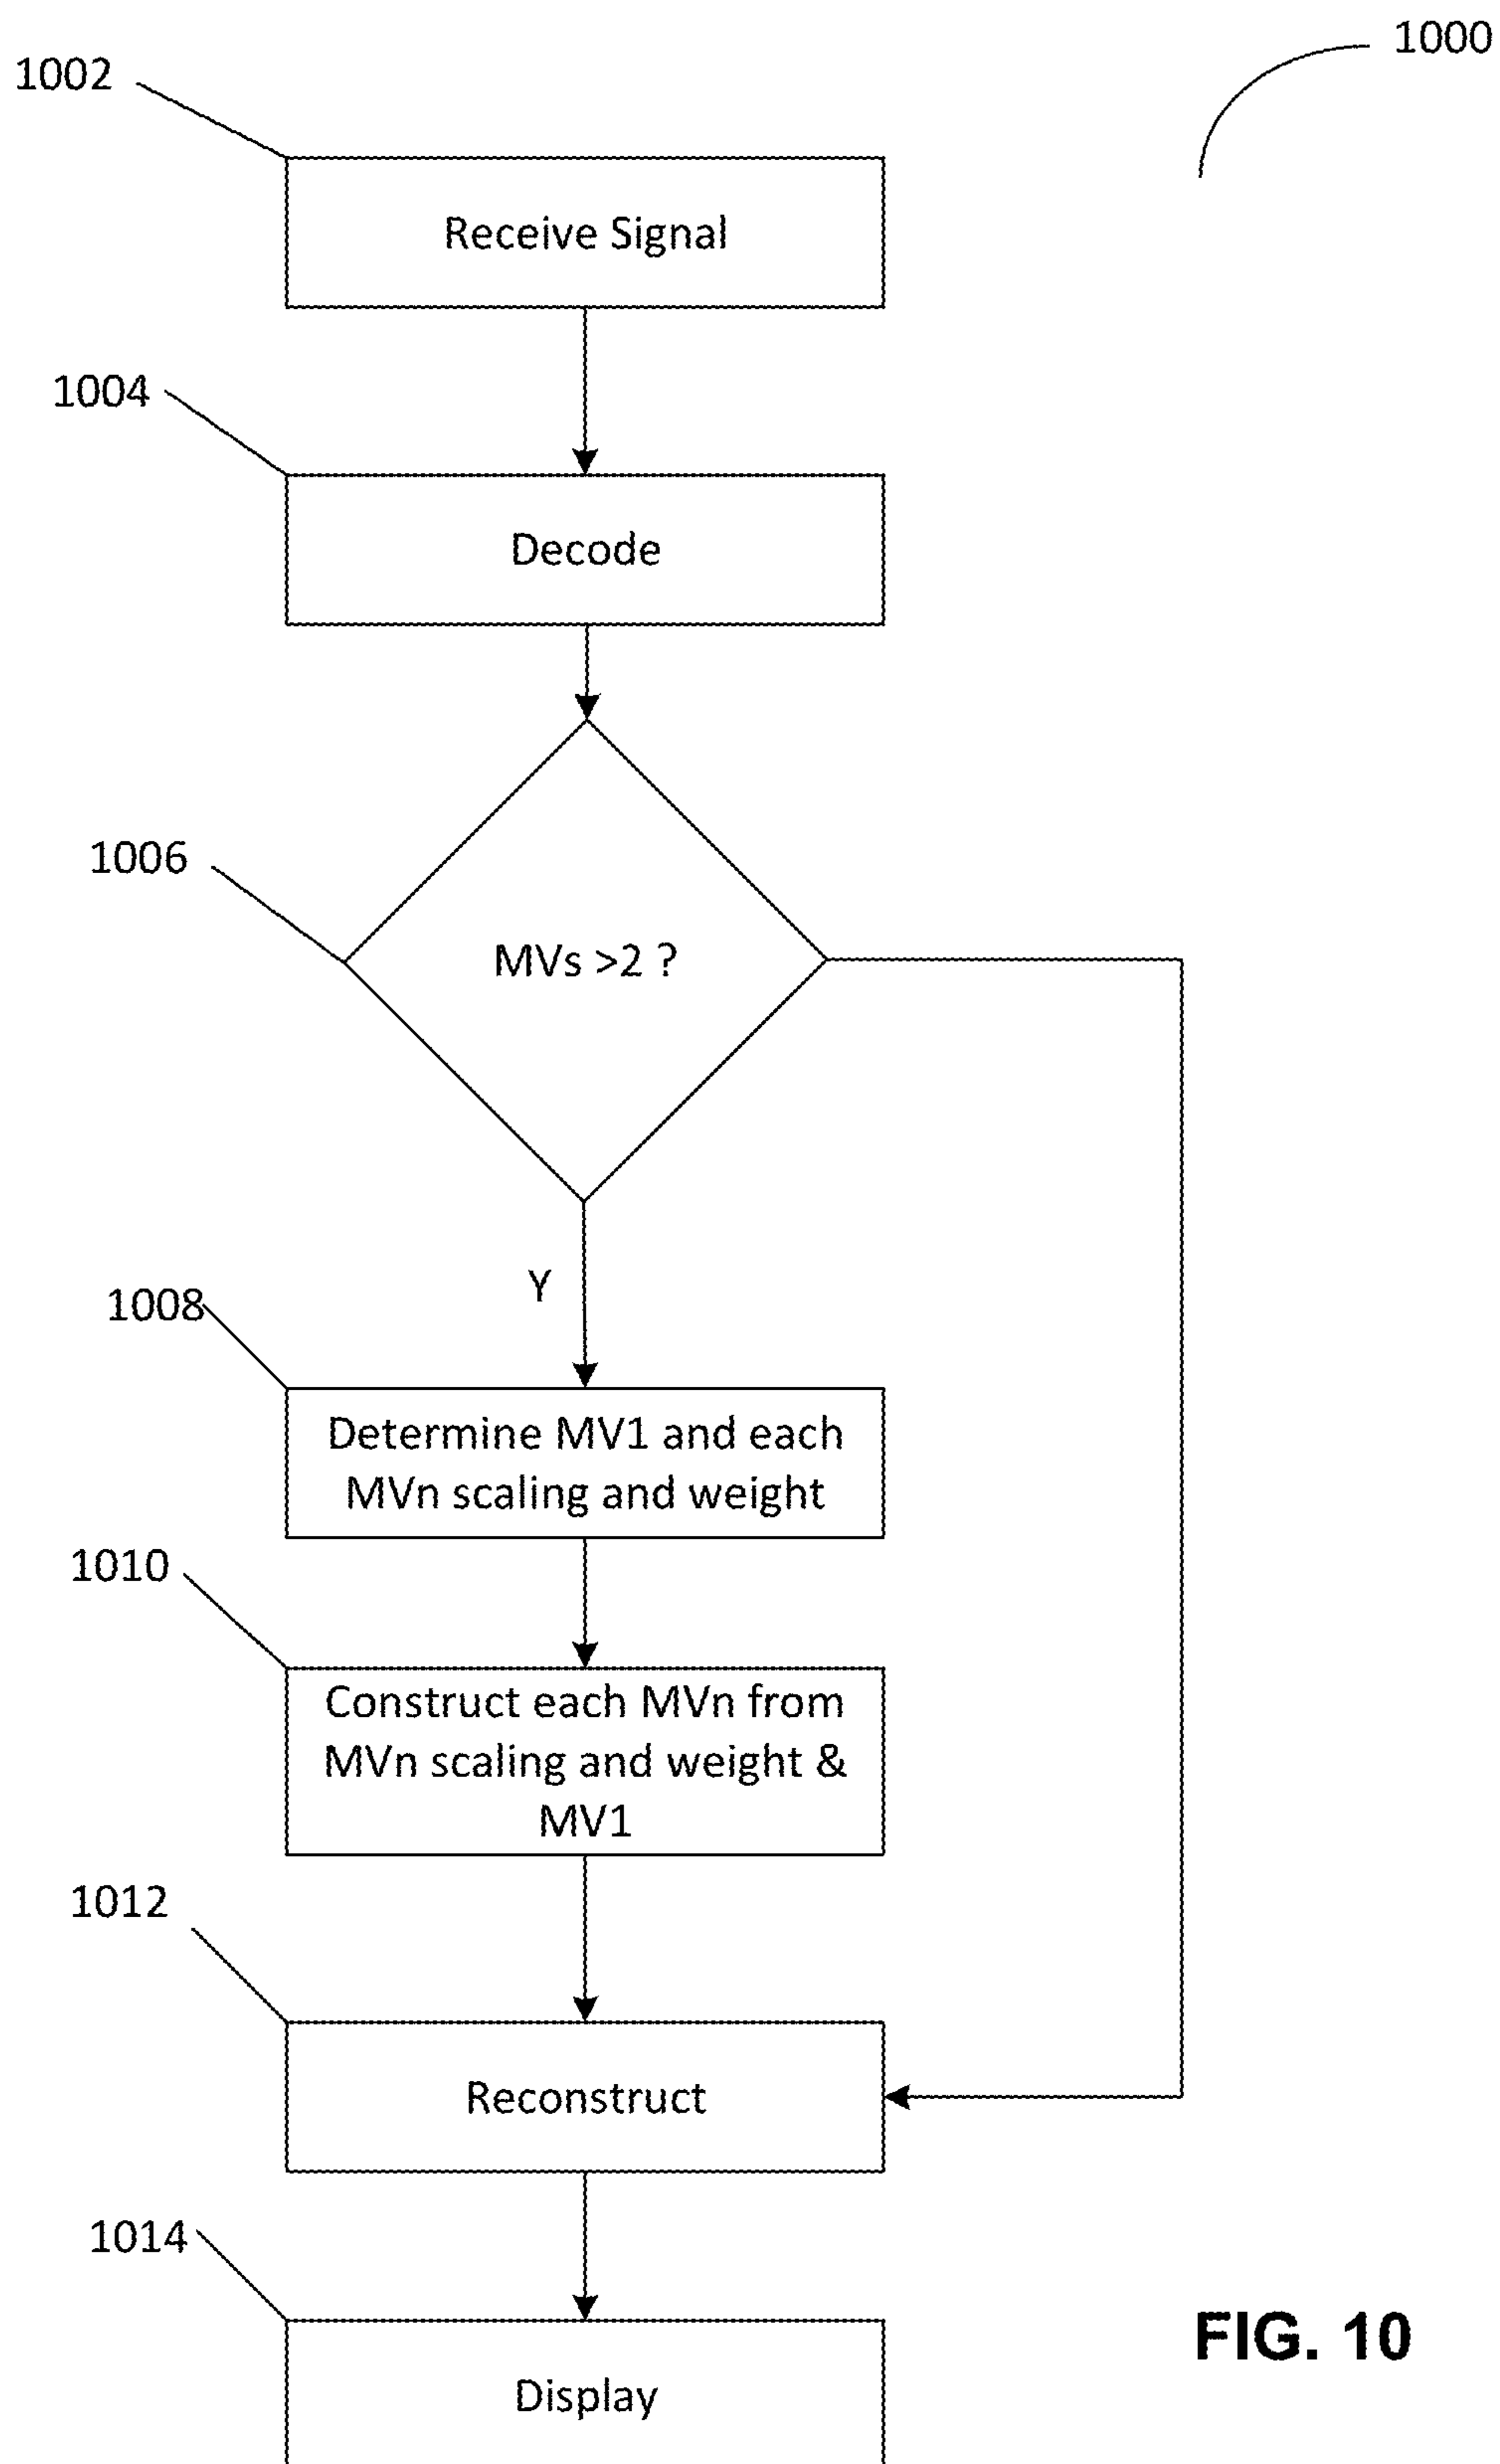 1000
1002
Receive Signal
1004
Decode
1006
MVs >2 ?
Y
1008
Determine MV1 and each
MVn scaling and weight
1010
Construct each MVn from
MVn scaling and weight &
MV1
1012
Reconstruct
1014
Display
FIG. 10